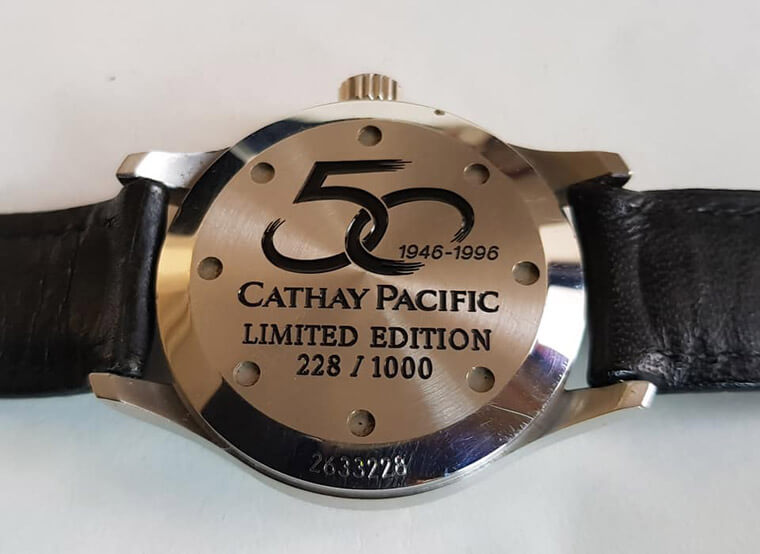 50
1946-1996
CATHAY PACIFIC
LIMITED EDITION
228 / 1000
2633228